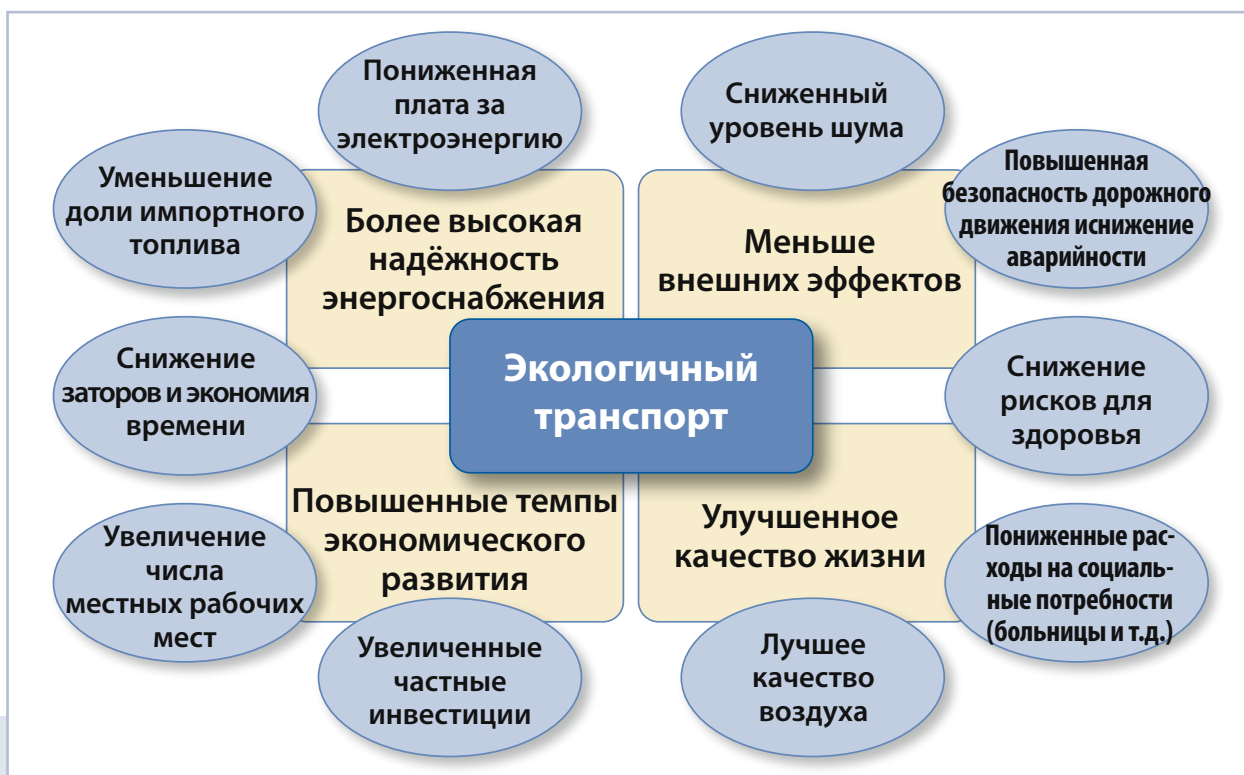 Пониженная
плата за
электроэнергию
Сниженный
уровень шума
Уменьшение
доли импортного
топлива
Более высокая
надёжность
энергоснабжения
Меньше
внешних эффектов
Повышенная
безопасность дорожного
движения иснижение
аварийности
Снижение
заторов и экономия
времени
Экологичный
транспорт
Снижение
рисков для
здоровья
Увеличение
числа
местных рабочих
мест
Повышенные темпы
экономического
развития
Улучшенное
качество жизни
Пониженные рас-
ходы на социаль-
ные потребности
(больницы и т.д.)
Увеличенные
частные
инвестиции
Лучшее
качество
воздуха